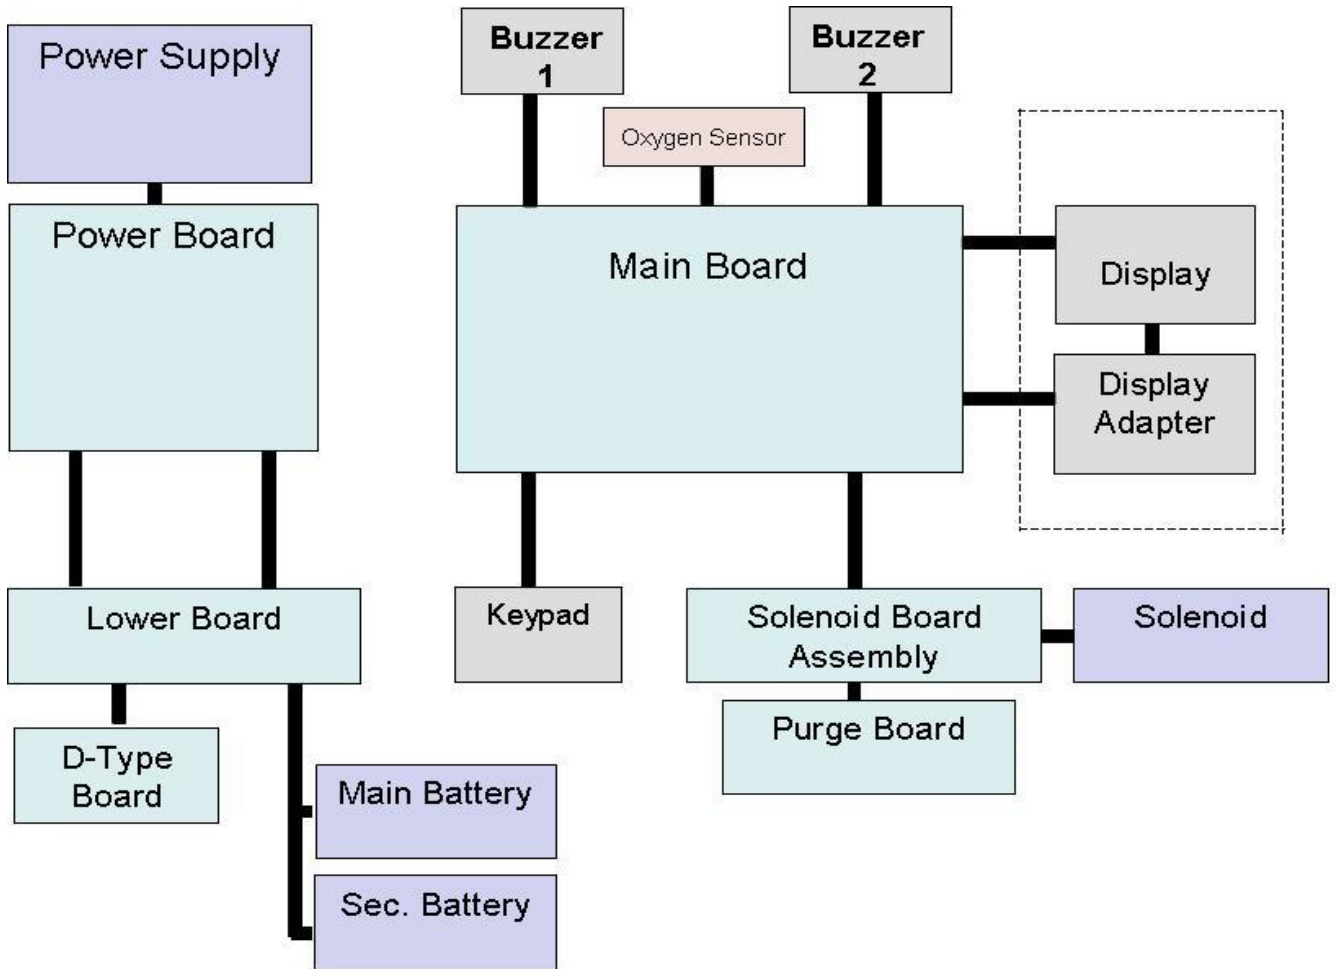 Power Supply
Buzzer
1
Buzzer
2
Oxygen Sensor
Power Board
Main Board
Display
Display
Adapter
Lower Board
Keypad
Solenoid Board
Assembly
Solenoid
D-Type
Board
Purge Board
Main Battery
Sec. Battery